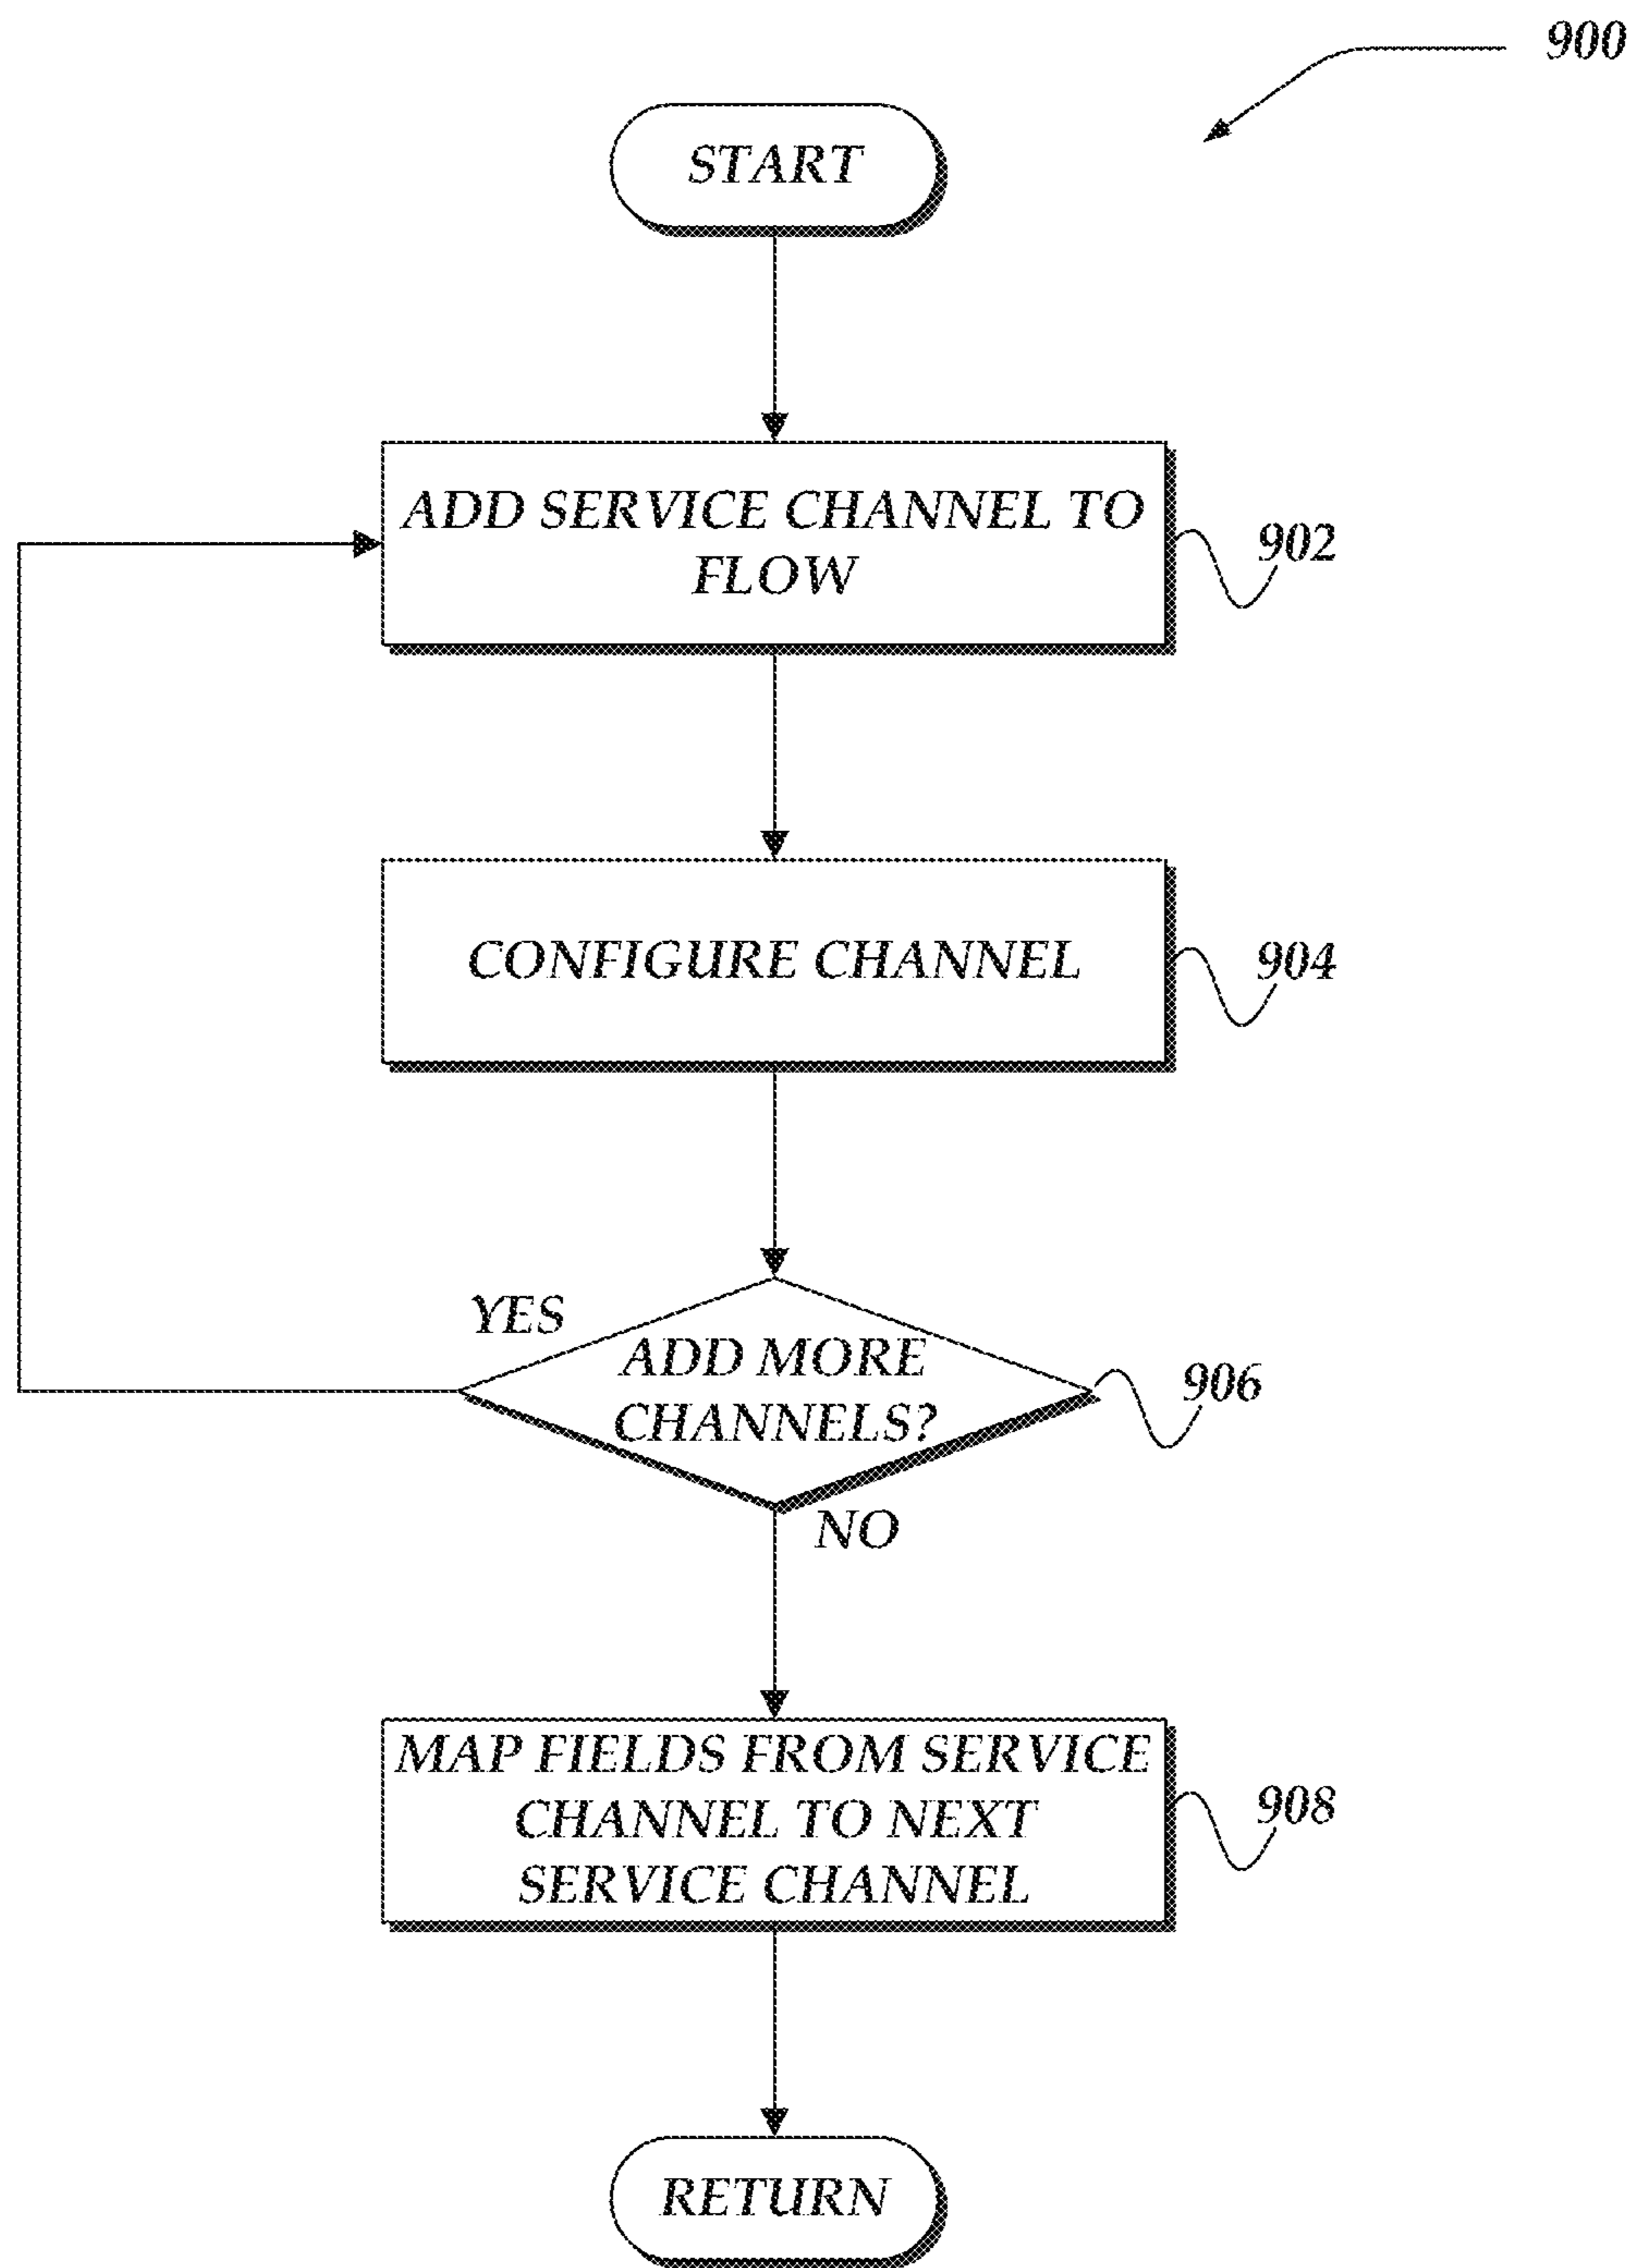 900
START
ADD SERVICE CHANNEL TO
FLOW
902
CONFIGURE CHANNEL
904
YES
ADD MORE
CHANNELS?
906
NO
MAP FIELDS FROM SERVICE
CHANNEL TO NEXT
SERVICE CHANNEL
908
RETURN